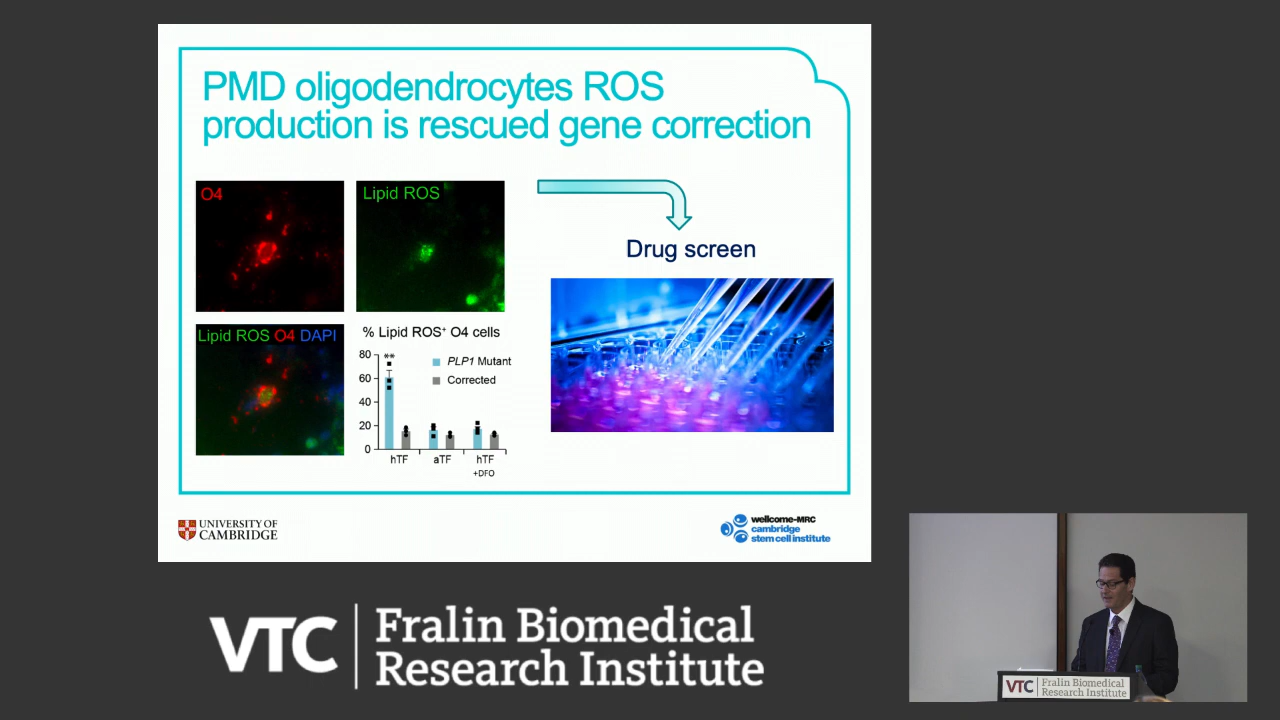 PMD oligodendrocytes ROS
production is rescued gene correction
O4
Lipid ROS
Lipid ROS O4 DAPI
% Lipid ROS⁺ O4 cells
80
60
40
20
0
**
PLP1 Mutant
Corrected
hTF
aTF
hTF
+DFO
Drug screen
UNIVERSITY OF
CAMBRIDGE
wellcome-MRC
cambridge
stem cell institute
VTC
Fralin Biomedical
Research Institute
VTC
Fralin Biomedical
Research Institute